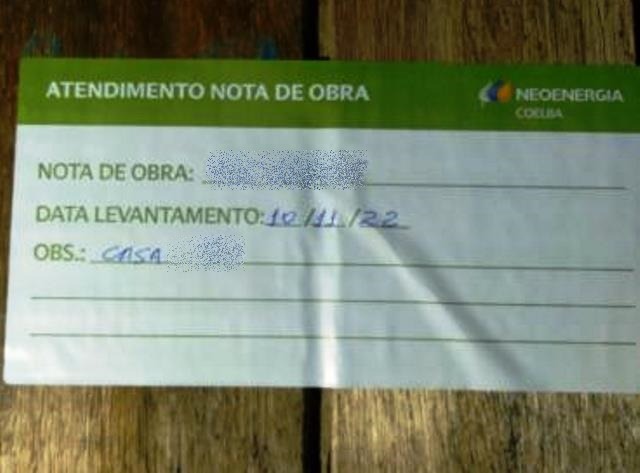 ATENDIMENTO NOTA DE OBRA
NEOENERGIA
COELBA
NOTA DE OBRA:
DATA LEVANTAMENTO: 10/11/22
OBS.: CASA